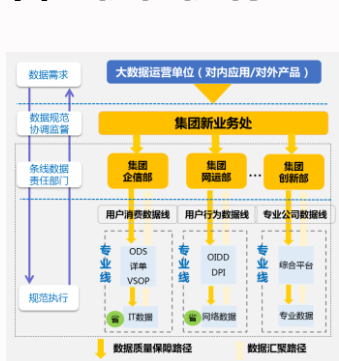 数据需求
大数据运营单位（对内应用/对外产品）
数据规范
协调监督
集团新业务处
条线数据
责任部门
集团
企信部
集团
网运部
...
集团
创新部
用户消费数据线
用户行为数据线
专业公司数据线
专业线
ODS
详单
VSOP
专业线
OIDD
DPI
专业线
综合平台
规范执行
省
IT数据
省
网络数据
专业数据
数据质量保障路径
数据汇聚路径